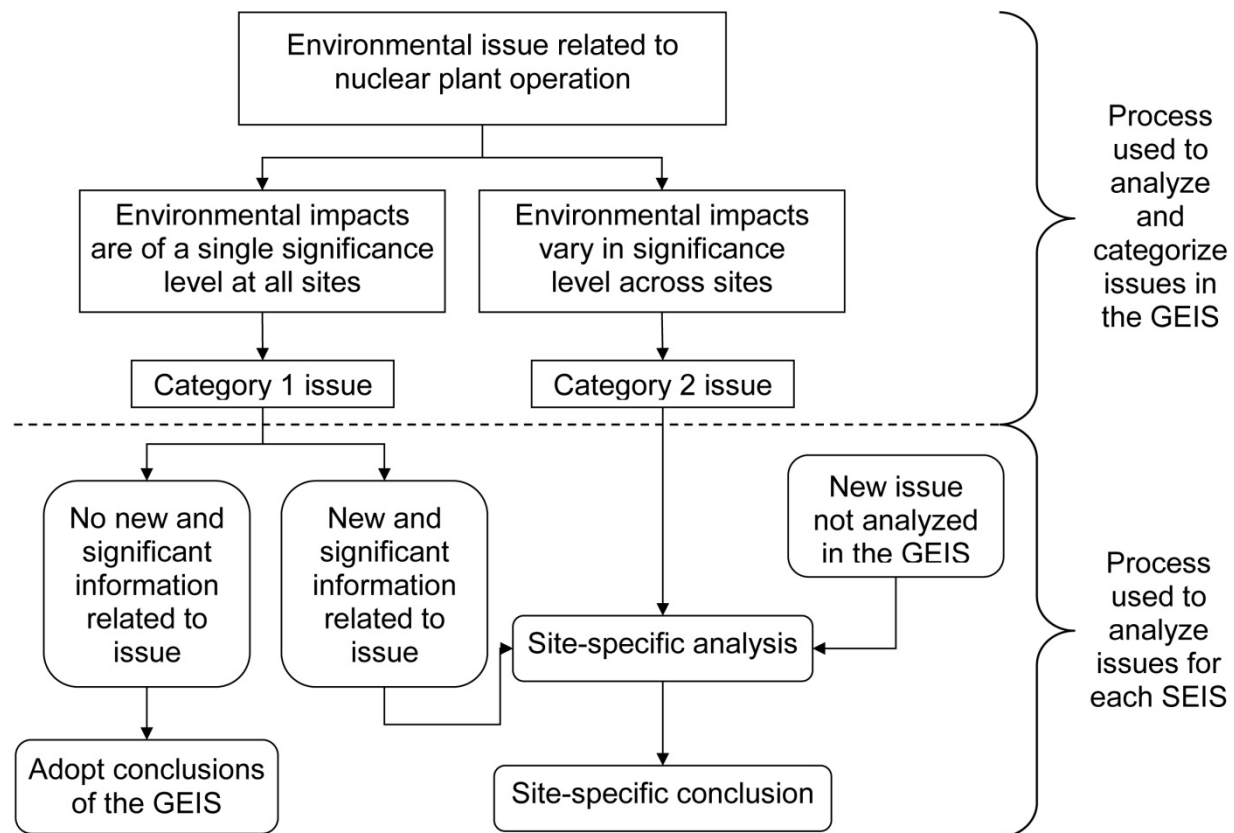 Environmental issue related to
nuclear plant operation
Environmental impacts
are of a single significance
level at all sites
Environmental impacts
vary in significance
level across sites
Process
used to
analyze
and
categorize
issues in
the GEIS
Category 1 issue
Category 2 issue
No new and
significant
information
related to
issue
New and
significant
information
related to
issue
New issue
not analyzed
in the GEIS
Site-specific analysis
Process
used to
analyze
issues for
each SEIS
Adopt conclusions
of the GEIS
Site-specific conclusion